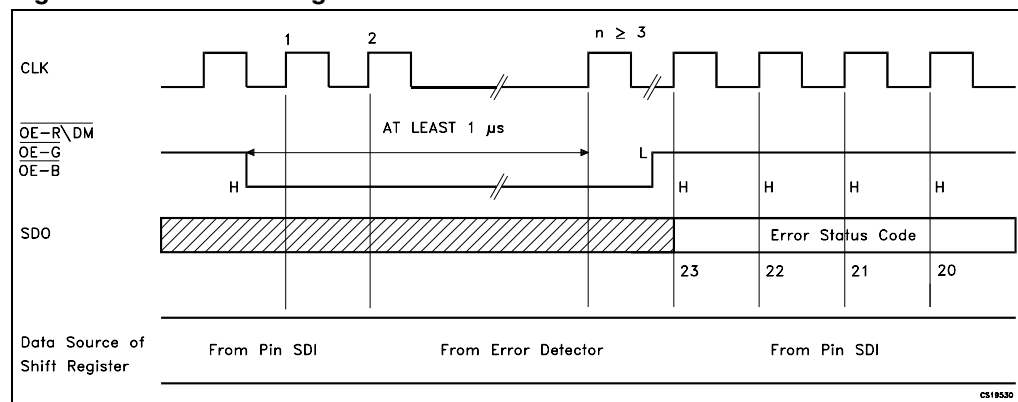 1 2 n ≥ 3
CLK
AT LEAST 1 µs
OE-R\DM
OE-G
OE-B
L
H H H H H
SDO
Error Status Code
23 22 21 20
Data Source of
Shift Register
From Pin SDI From Error Detector From Pin SDI
CS19530